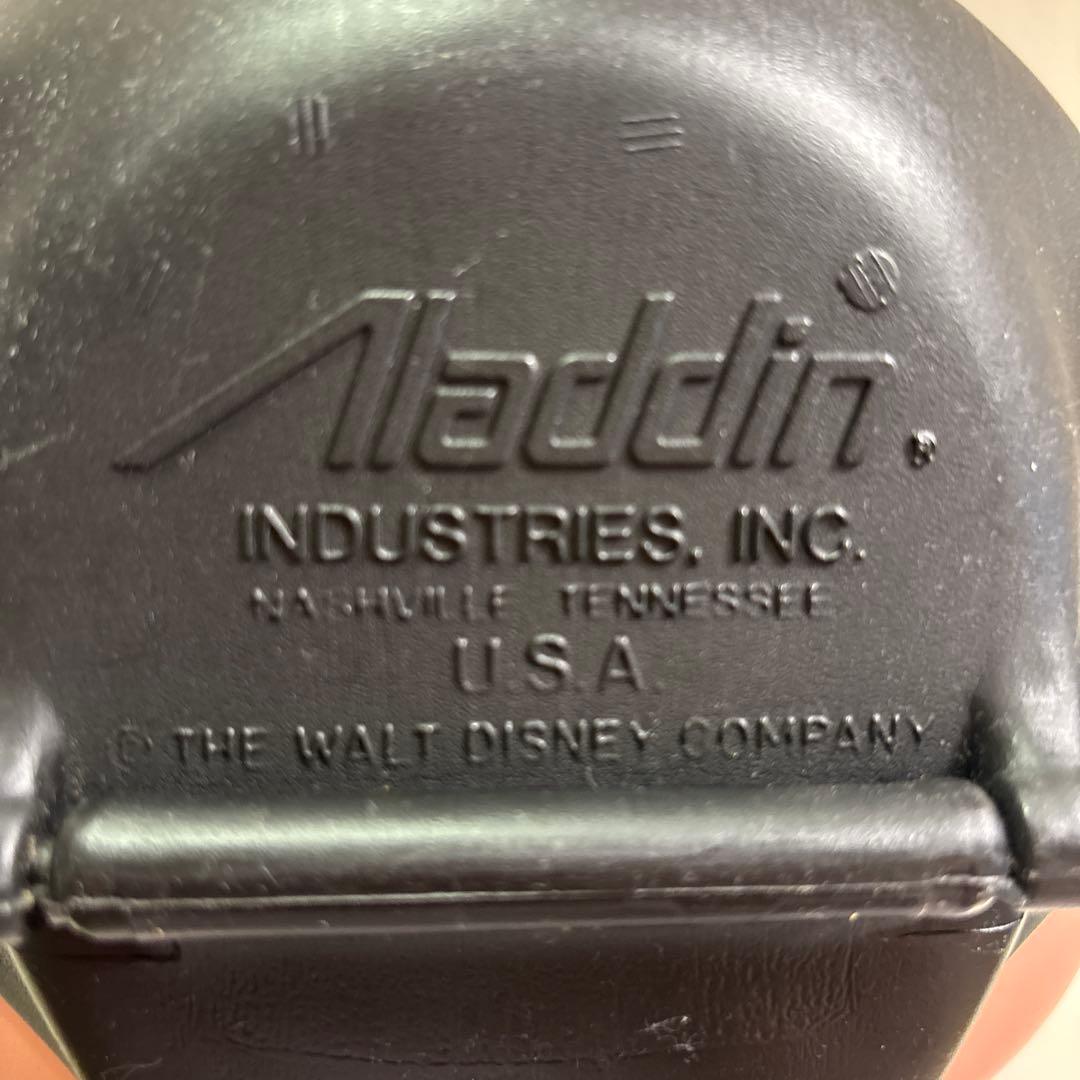 Aladdin®
INDUSTRIES, INC.
NASHVILLE TENNESSEE
U.S.A.
© THE WALT DISNEY COMPANY